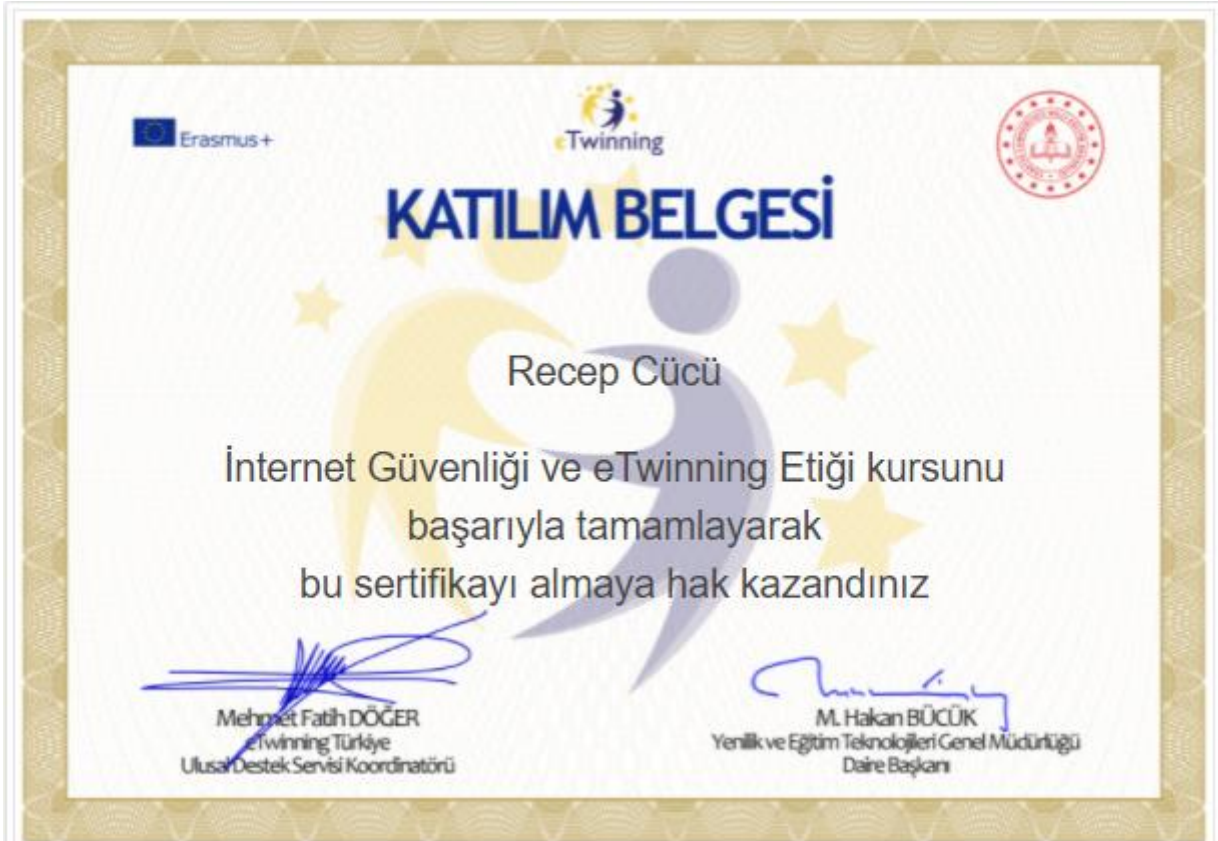 Erasmus+
eTwinning
KATILIM BELGESİ
Recep Cücü
İnternet Güvenliği ve eTwinning Etiği kursunu
başarıyla tamamlayarak
bu sertifikayı almaya hak kazandınız
Mehmet Fatih DÖĞER
eTwinning Türkiye
Ulusal Destek Servisi Koordinatörü
M. Hakan BÜCÜK
Yenilik ve Eğitim Teknolojileri Genel Müdürlüğü
Daire Başkanı